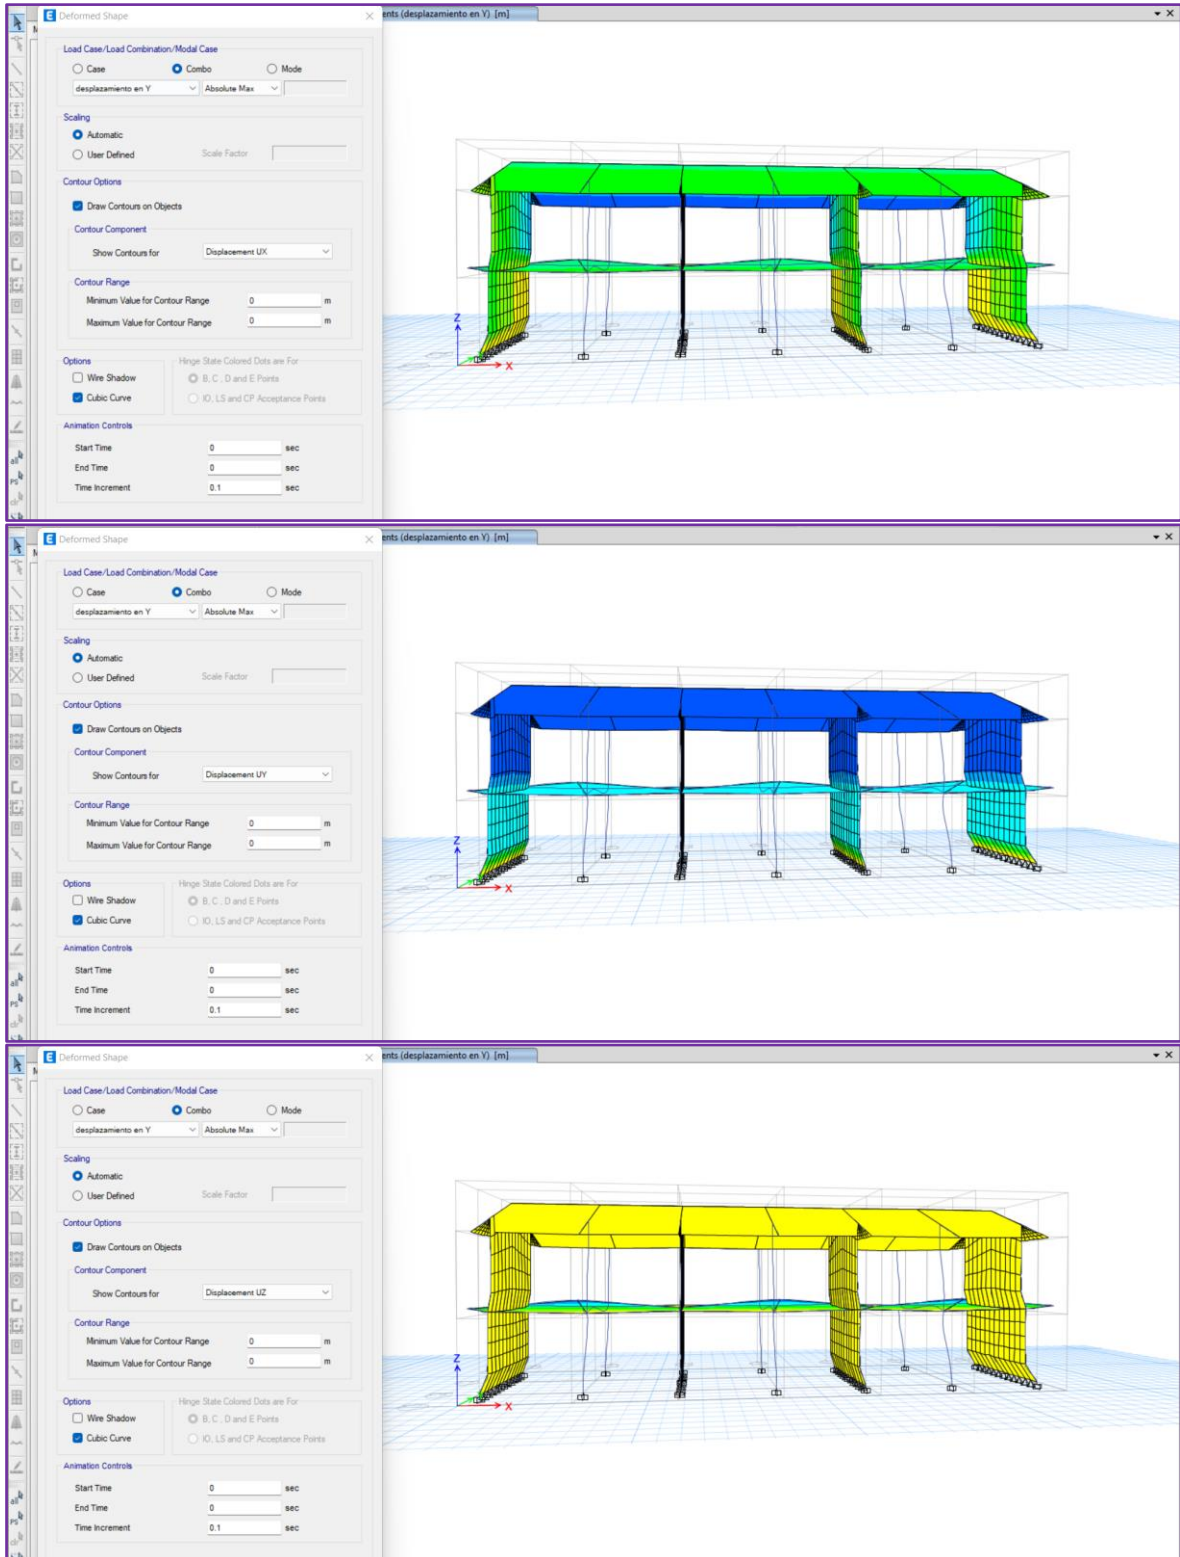 E Deformed Shape
ents (desplazamiento en Y) [m]
M
Load Case/Load Combination/Modal Case
Case Combo Mode
desplazamiento en Y Absolute Max
Scaling
Automatic
User Defined Scale Factor
Contour Options
Draw Contours on Objects
Contour Component
Show Contours for Displacement UX
Contour Range
Minimum Value for Contour Range 0 m
Maximum Value for Contour Range 0 m
Options Hinge State Colored Dots are For
Wire Shadow B, C , D and E Points
Cubic Curve IO, LS and CP Acceptance Points
Animation Controls
Start Time 0 sec
End Time 0 sec
Time Increment 0.1 sec
all
PS
clr
Z
X
E Deformed Shape
ents (desplazamiento en Y) [m]
M
Load Case/Load Combination/Modal Case
Case Combo Mode
desplazamiento en Y Absolute Max
Scaling
Automatic
User Defined Scale Factor
Contour Options
Draw Contours on Objects
Contour Component
Show Contours for Displacement UY
Contour Range
Minimum Value for Contour Range 0 m
Maximum Value for Contour Range 0 m
Options Hinge State Colored Dots are For
Wire Shadow B, C , D and E Points
Cubic Curve IO, LS and CP Acceptance Points
Animation Controls
Start Time 0 sec
End Time 0 sec
Time Increment 0.1 sec
all
PS
clr
Z
X
E Deformed Shape
ents (desplazamiento en Y) [m]
M
Load Case/Load Combination/Modal Case
Case Combo Mode
desplazamiento en Y Absolute Max
Scaling
Automatic
User Defined Scale Factor
Contour Options
Draw Contours on Objects
Contour Component
Show Contours for Displacement UZ
Contour Range
Minimum Value for Contour Range 0 m
Maximum Value for Contour Range 0 m
Options Hinge State Colored Dots are For
Wire Shadow B, C , D and E Points
Cubic Curve IO, LS and CP Acceptance Points
Animation Controls
Start Time 0 sec
End Time 0 sec
Time Increment 0.1 sec
all
PS
clr
Z
X